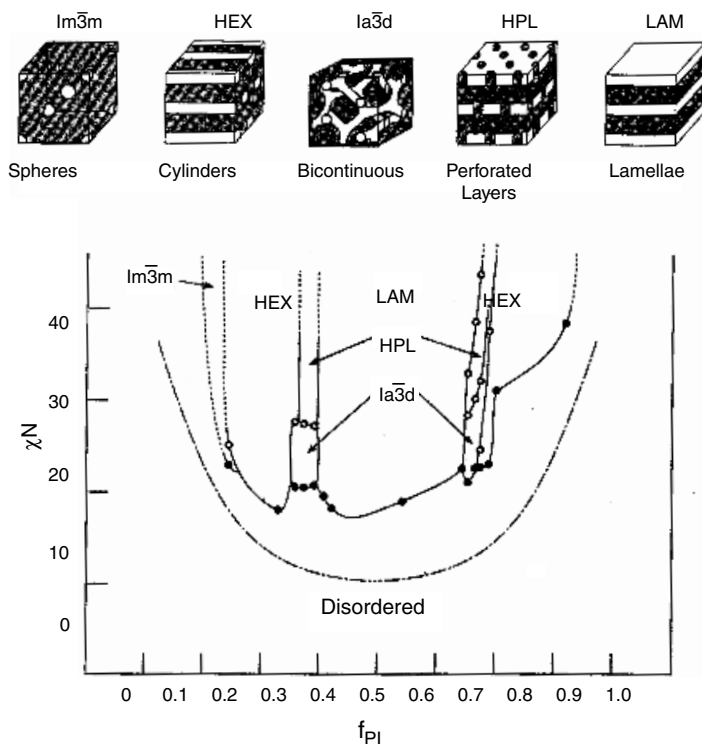 Im3̅m HEX Ia3̅d HPL LAM
Spheres Cylinders Bicontinuous Perforated Layers Lamellae
Im3̅m
HEX
LAM
HEX
HPL
Ia3̅d
40
30
20
10
0
χN
Disordered
0 0.1 0.2 0.3 0.4 0.5 0.6 0.7 0.8 0.9 1.0
f_PI